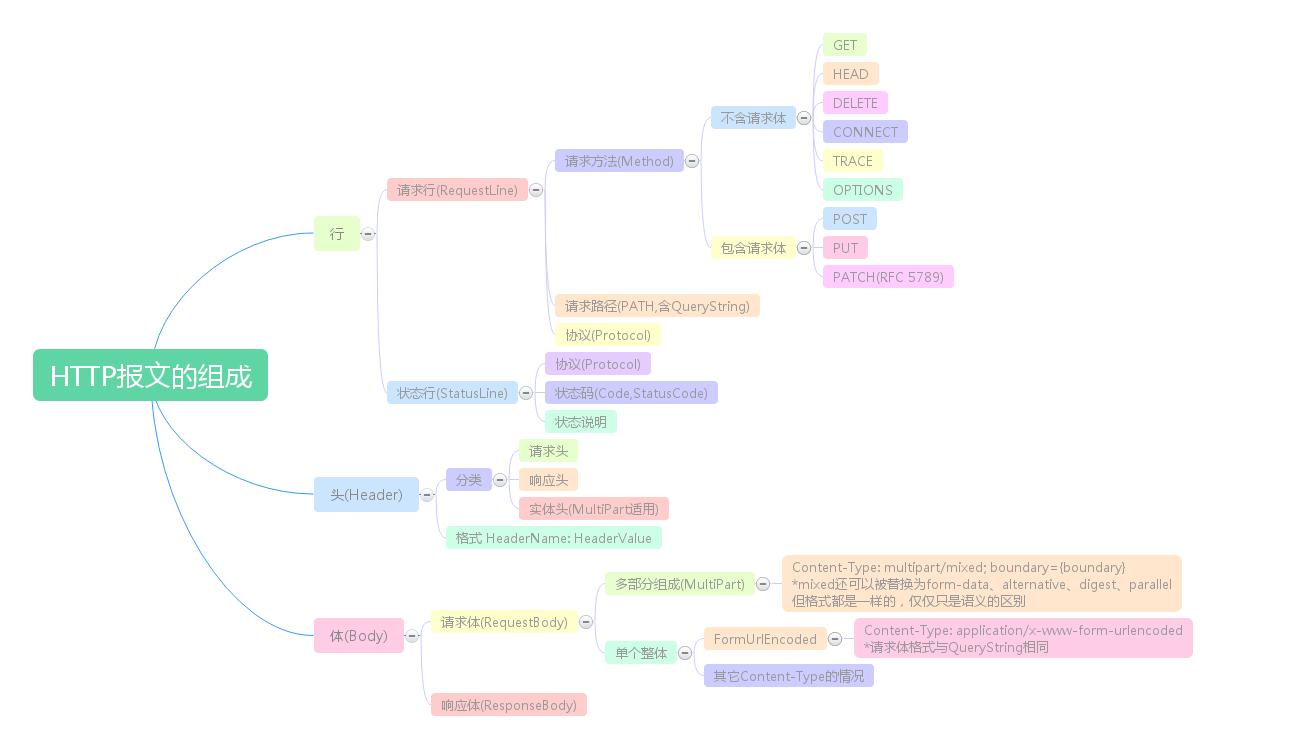 HTTP报文的组成
行
请求行(RequestLine)
请求方法(Method)
不含请求体
GET
HEAD
DELETE
CONNECT
TRACE
OPTIONS
包含请求体
POST
PUT
PATCH(RFC 5789)
请求路径(PATH,含QueryString)
协议(Protocol)
状态行(StatusLine)
协议(Protocol)
状态码(Code,StatusCode)
状态说明
头(Header)
分类
请求头
响应头
实体头(MultiPart适用)
格式 HeaderName: HeaderValue
体(Body)
请求体(RequestBody)
多部分组成(MultiPart)
Content-Type: multipart/mixed; boundary={boundary}
*mixed还可以被替换为form-data、alternative、digest、parallel
但格式都是一样的，仅仅只是语义的区别
单个整体
FormUrlEncoded
Content-Type: application/x-www-form-urlencoded
*请求体格式与QueryString相同
其它Content-Type的情况
响应体(ResponseBody)